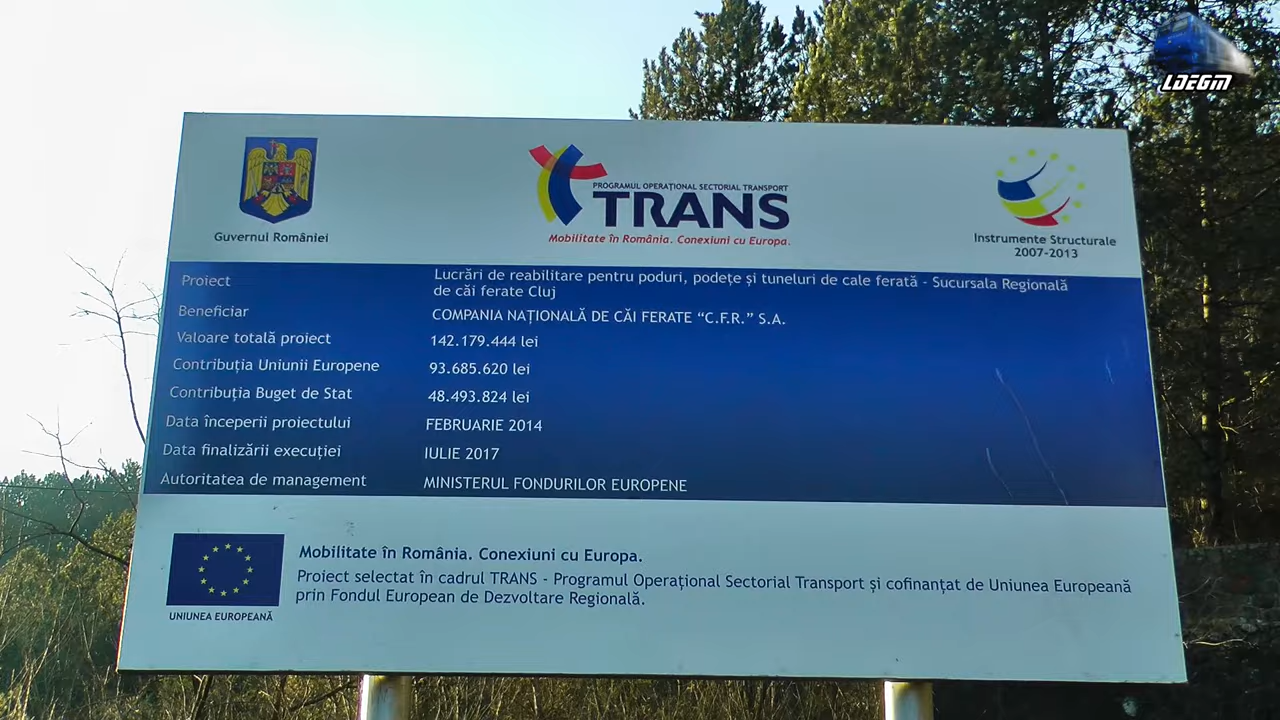 LDEGM
Guvernul României
PROGRAMUL OPERAȚIONAL SECTORIAL TRANSPORT
TRANS
Mobilitate în România. Conexiuni cu Europa.
Instrumente Structurale
2007-2013
Proiect Lucrări de reabilitare pentru poduri, podețe și tuneluri de cale ferată - Sucursala Regională
de căi ferate Cluj
Beneficiar COMPANIA NAȚIONALĂ DE CĂI FERATE “C.F.R.” S.A.
Valoare totală proiect 142.179.444 lei
Contribuția Uniunii Europene 93.685.620 lei
Contribuția Buget de Stat 48.493.824 lei
Data începerii proiectului FEBRUARIE 2014
Data finalizării execuției IULIE 2017
Autoritatea de management MINISTERUL FONDURILOR EUROPENE
Mobilitate în România. Conexiuni cu Europa.
Proiect selectat în cadrul TRANS - Programul Operațional Sectorial Transport și cofinanțat de Uniunea Europeană
prin Fondul European de Dezvoltare Regională.
UNIUNEA EUROPEANĂ